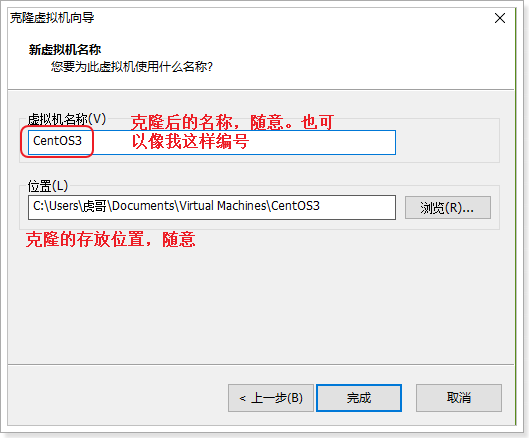 克隆虚拟机向导
新虚拟机名称
您要为此虚拟机使用什么名称?
虚拟机名称(V)
克隆后的名称，随意。也可
以像我这样编号
CentOS3
位置(L)
C:\Users\虎哥\Documents\Virtual Machines\CentOS3
浏览(R)...
克隆的存放位置，随意
< 上一步(B)
完成
取消